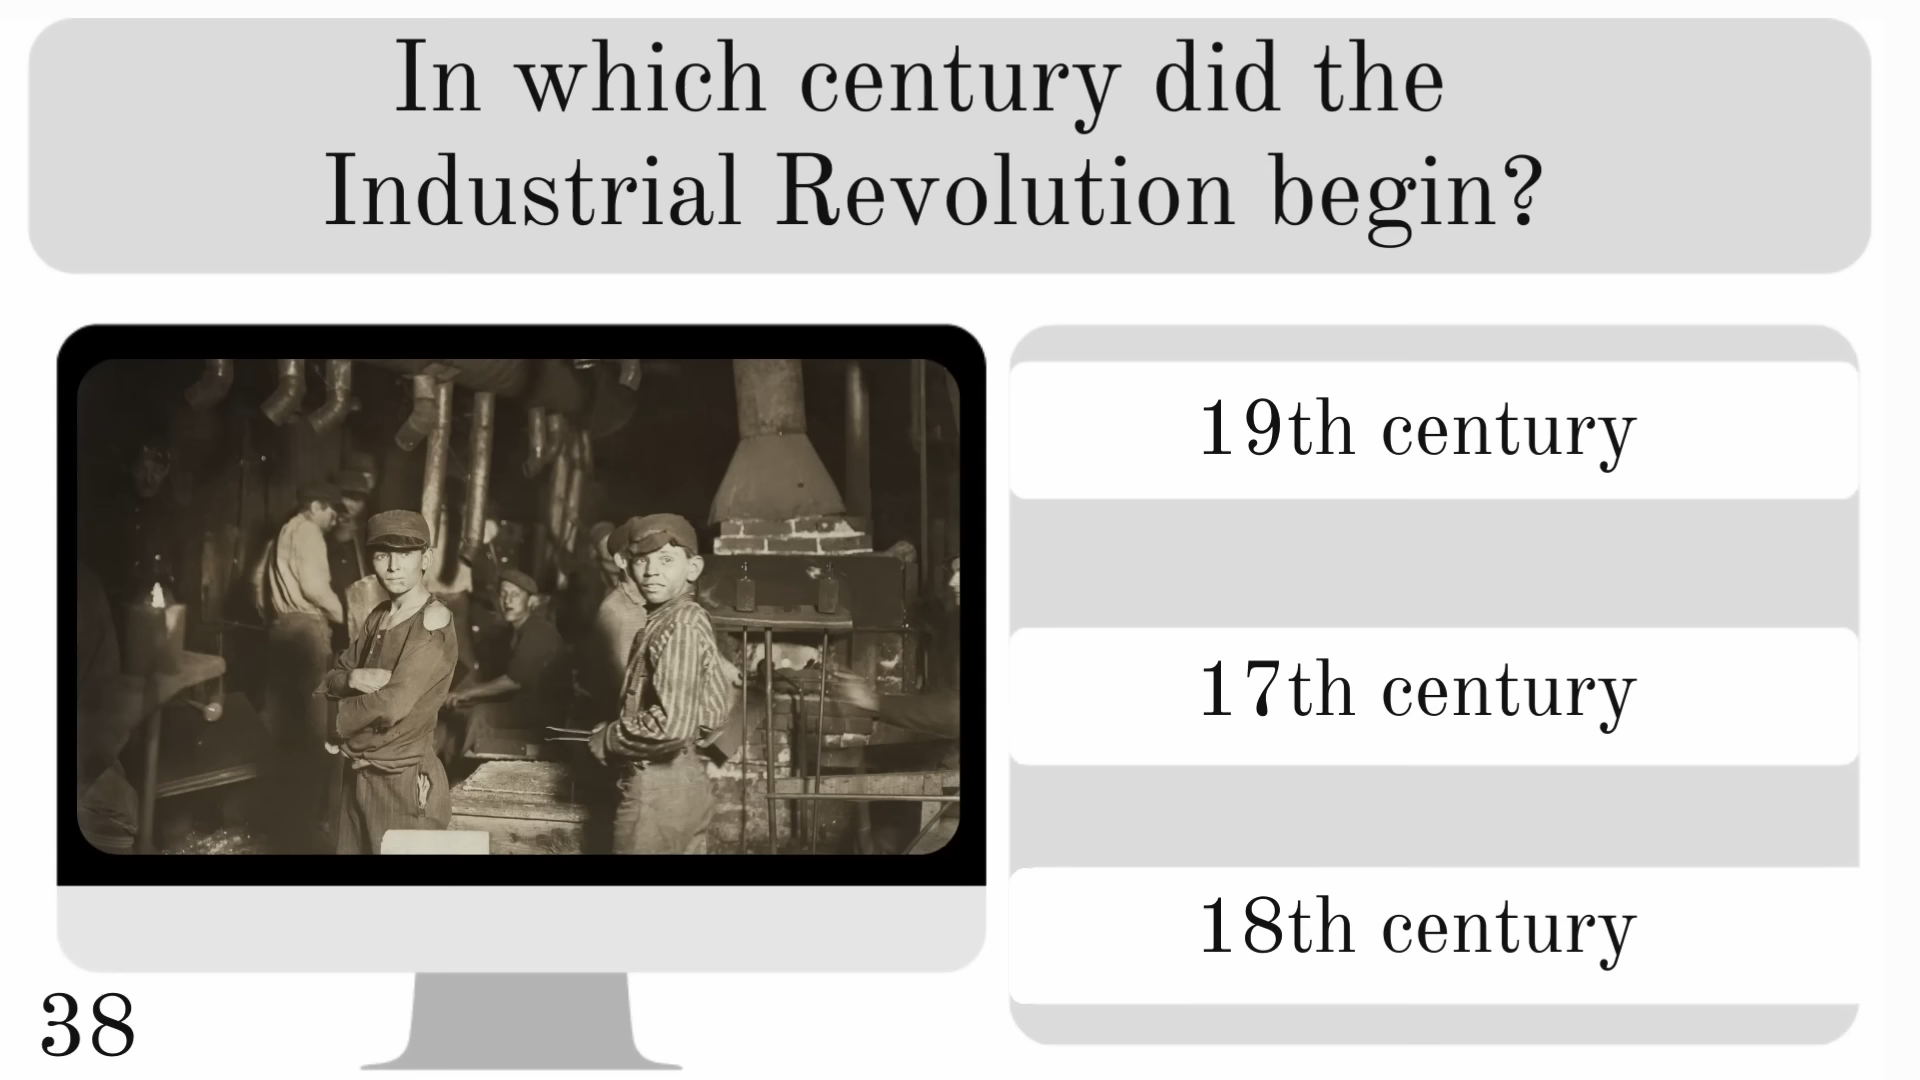 In which century did the
Industrial Revolution begin?
19th century
17th century
18th century
38